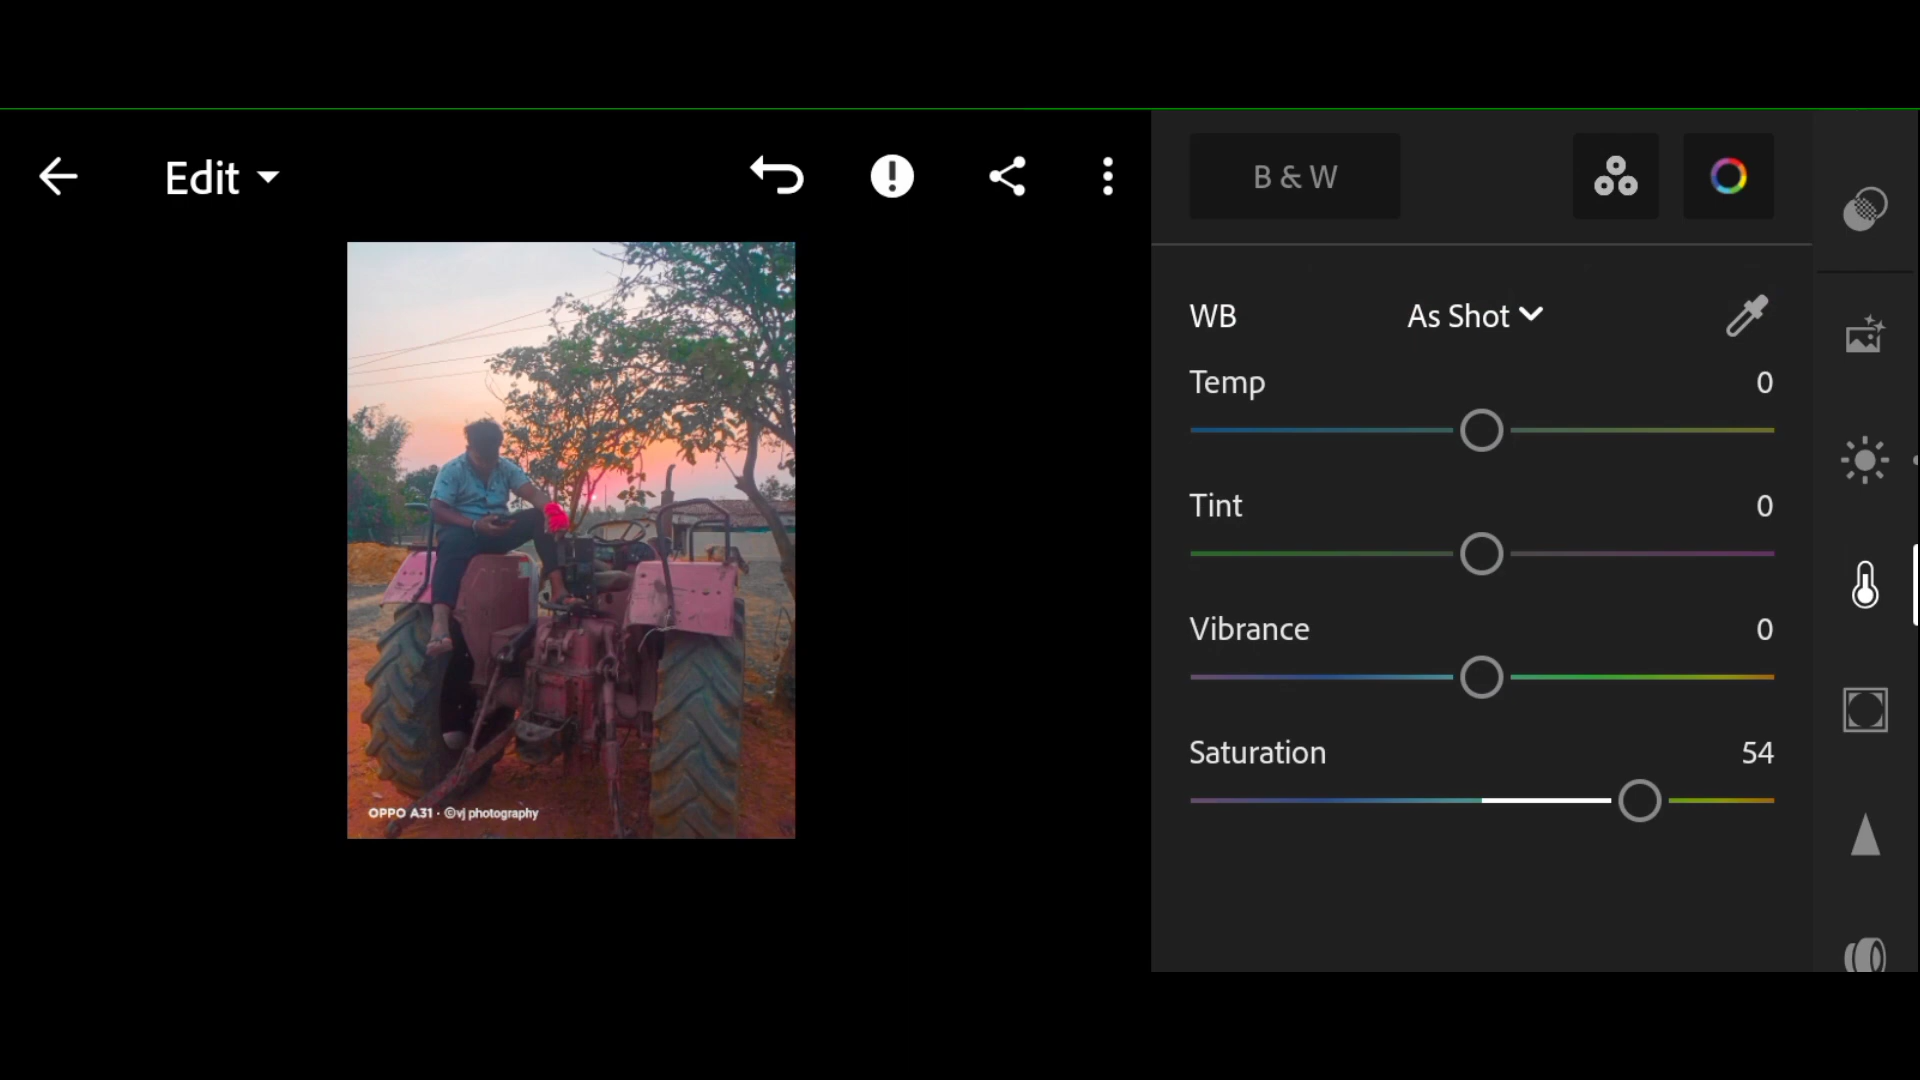 Edit
B & W
WB As Shot
Temp 0
Tint 0
Vibrance 0
Saturation 54
OPPO A31 · ©vj photography